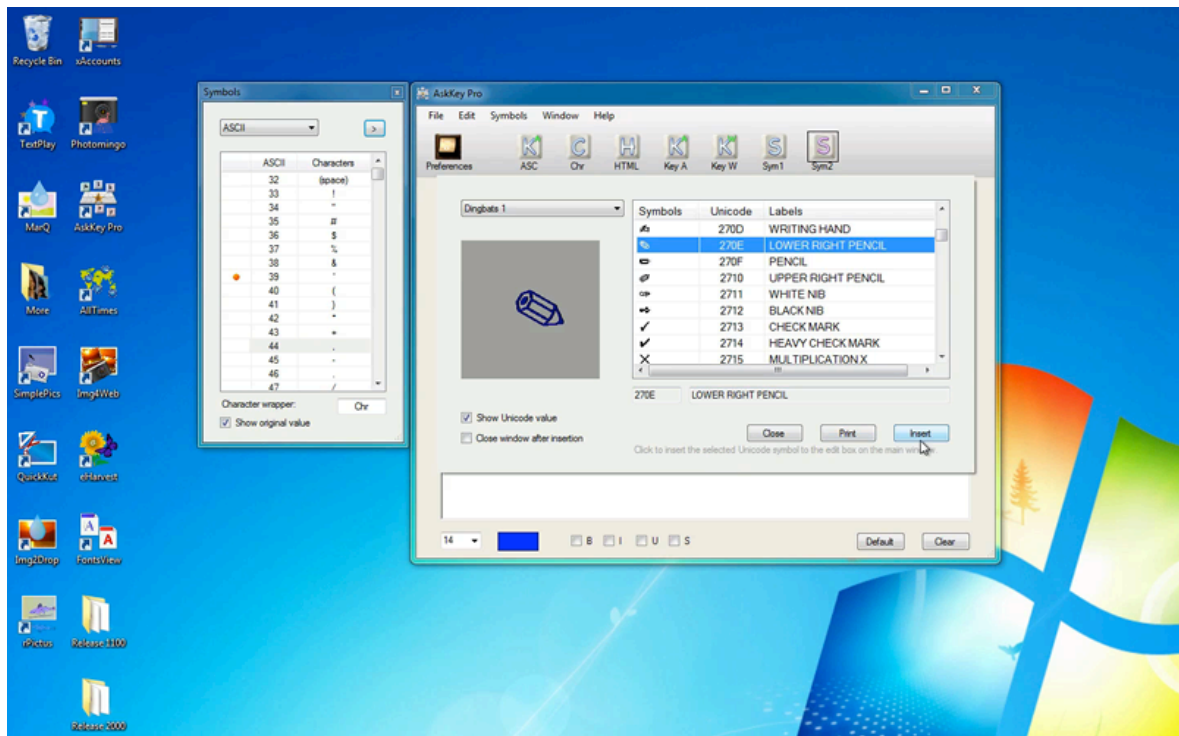 Recycle Bin
xAccounts
TextPlay
Photomingo
MarQ
AskKey Pro
More
AllTimes
SimplePics
Img4Web
QuickKut
eHarvest
Img2Drop
FontsView
Release 1100
Release 2000
Symbols
ASCII
>
ASCII Characters
32 (space)
33 !
34 "
35 #
36 $
37 %
38 &
39 '
40 (
41 )
42 *
43 +
44 ,
45 -
46 .
47 /
Character wrapper: Chr
Show original value
AskKey Pro
File Edit Symbols Window Help
Preferences ASC Chr HTML Key A Key W Sym1 Sym2
Dingbats 1
Symbols Unicode Labels
✍ 270D WRITING HAND
✎ 270E LOWER RIGHT PENCIL
✏ 270F PENCIL
✐ 2710 UPPER RIGHT PENCIL
✑ 2711 WHITE NIB
✒ 2712 BLACK NIB
✓ 2713 CHECK MARK
✔ 2714 HEAVY CHECK MARK
✕ 2715 MULTIPLICATION X
270E LOWER RIGHT PENCIL
Show Unicode value
Close window after insertion
Close Print Insert
Click to insert the selected Unicode symbol to the edit box on the main window.
14 B I U S Default Clear